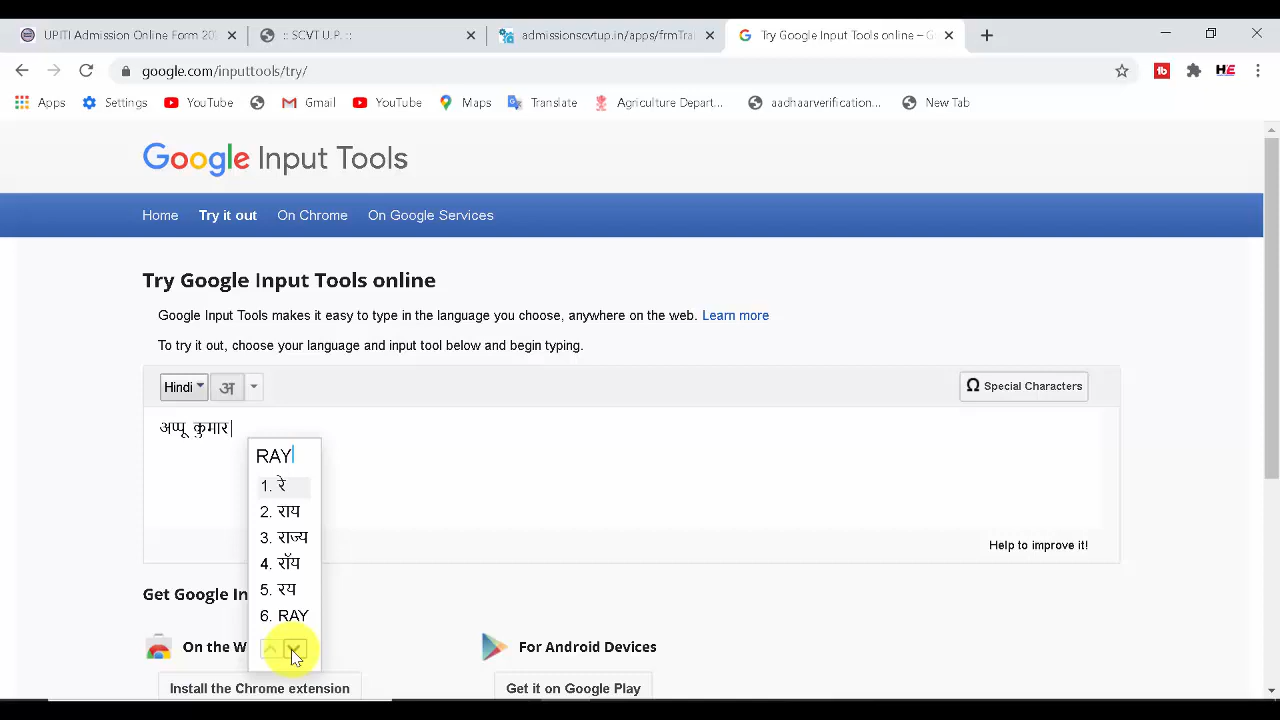 UPITI Admission Online Form 20
:: SCVT U.P. ::
admissionscvtup.in/apps/frmTra
Try Google Input Tools online – G
google.com/inputtools/try/
Apps
Settings
YouTube
Gmail
YouTube
Maps
Translate
Agriculture Depart...
aadhaarverification...
New Tab
Google Input Tools
Home
Try it out
On Chrome
On Google Services
Try Google Input Tools online
Google Input Tools makes it easy to type in the language you choose, anywhere on the web. Learn more
To try it out, choose your language and input tool below and begin typing.
Hindi
अ
Ω Special Characters
अप्पू कुमार
RAY
1. रे
2. राय
3. राज्य
4. रॉय
5. रय
6. RAY
Help to improve it!
Get Google In
On the W
For Android Devices
Install the Chrome extension
Get it on Google Play